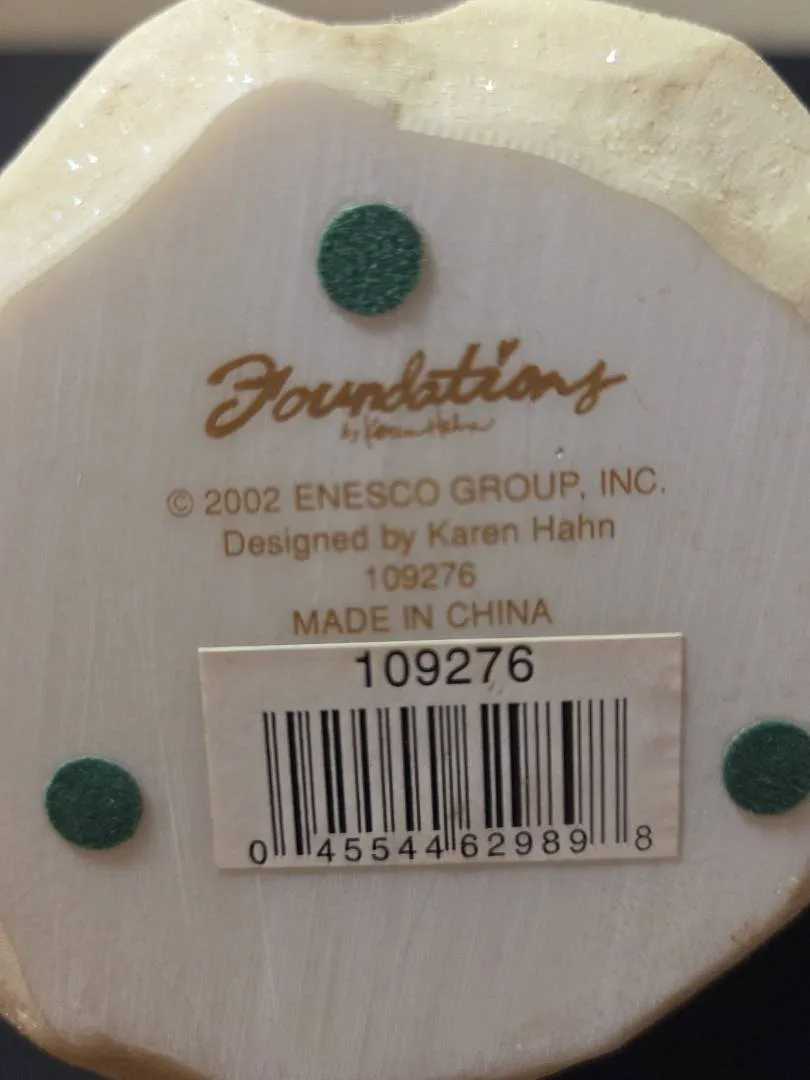 Foundations
by Karen Hahn
© 2002 ENESCO GROUP, INC.
Designed by Karen Hahn
109276
MADE IN CHINA
109276
0 45544 62989 8